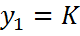 y₁ = K